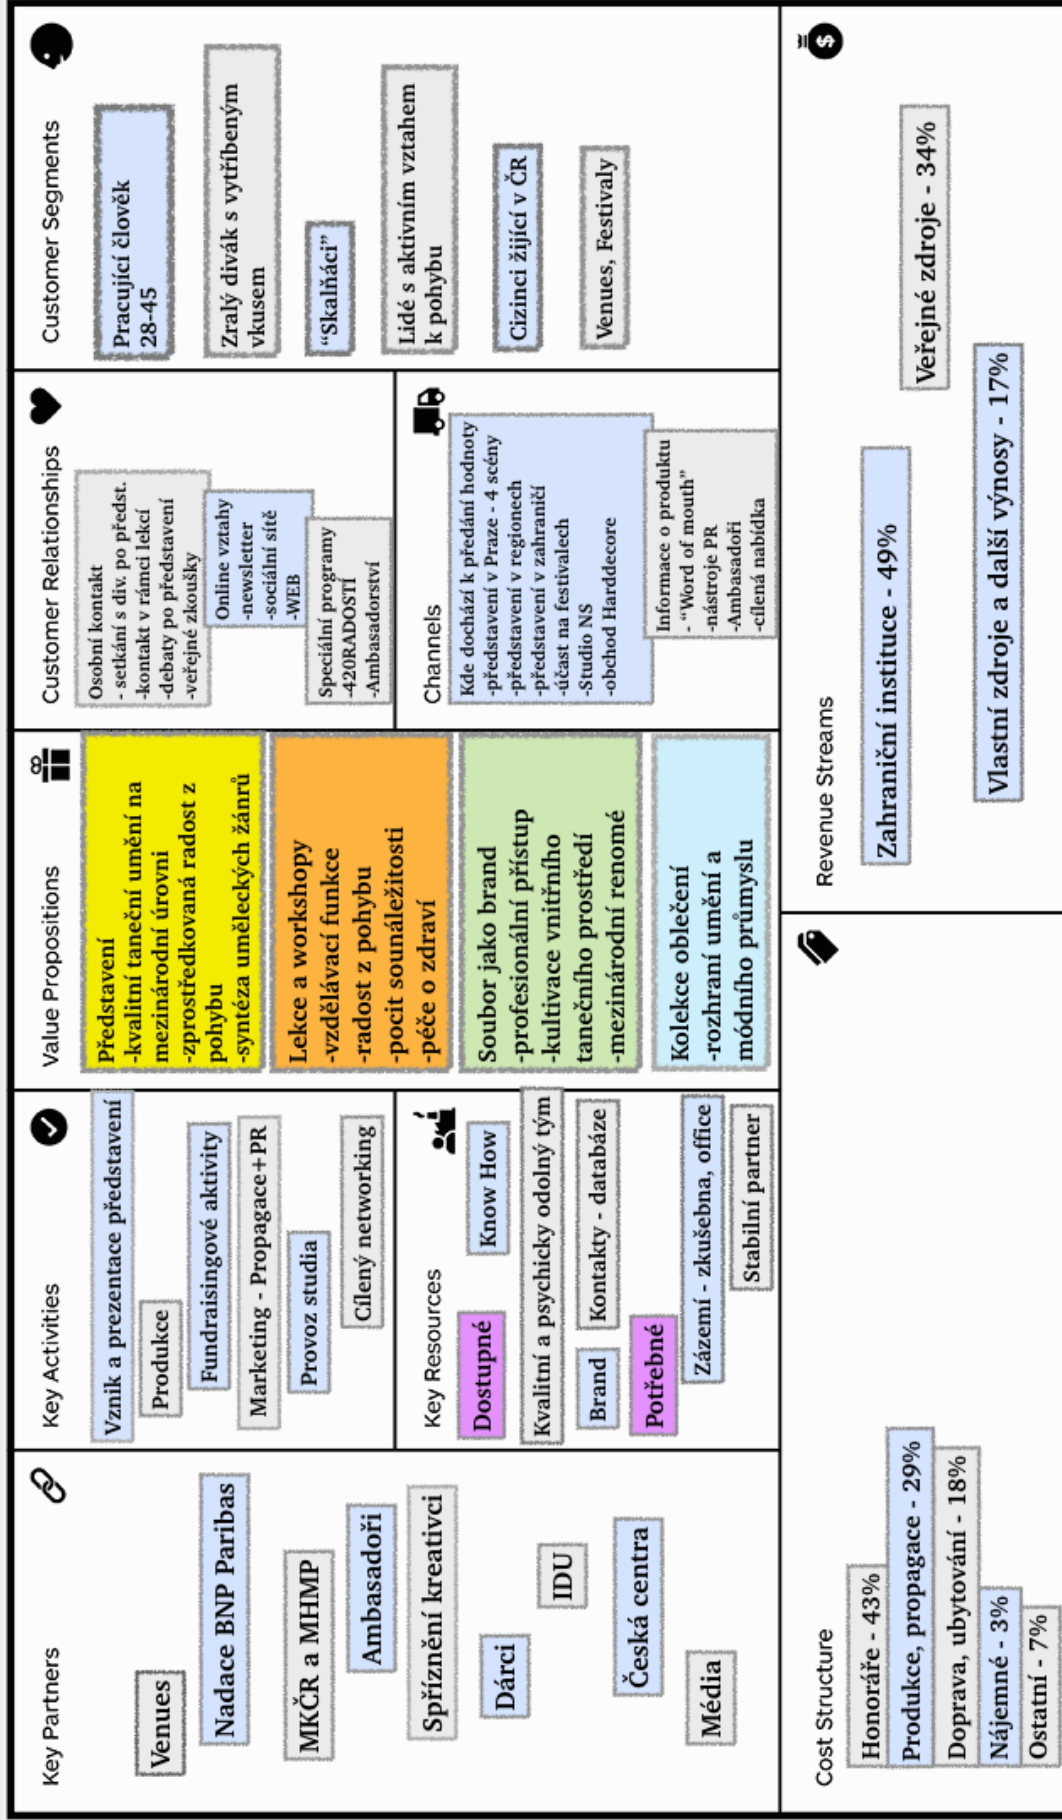 Key Partners
Venues
Nadace BNP Paribas
MKČR a MHMP
Ambasadoři
Spříznění kreativci
Dárci
IDU
Česká centra
Média
Key Activities
Vznik a prezentace představení
Produkce
Fundraisingové aktivity
Marketing - Propagace+PR
Provoz studia
Cílený networking
Key Resources
Dostupné
Know How
Kvalitní a psychicky odolný tým
Brand
Kontakty - databáze
Potřebné
Zázemí - zkušebna, office
Stabilní partner
Value Propositions
Představení
-kvalitní taneční umění na
mezinárodní úrovni
-zprostředkovaná radost z
pohybu
-syntéza uměleckých žánrů
Lekce a workshopy
-vzdělávací funkce
-radost z pohybu
-pocit sounáležitosti
-péče o zdraví
Soubor jako brand
-profesionální přístup
-kultivace vnitřního
tanečního prostředí
-mezinárodní renomé
Kolekce oblečení
-rozhraní umění a
módního průmyslu
Customer Relationships
Osobní kontakt
- setkání s div. po předst.
-kontakt v rámci lekcí
-debaty po představení
-veřejné zkoušky
Online vztahy
-newsletter
-sociální sítě
-WEB
Speciální programy
-420RADOSTÍ
-Ambasadorství
Channels
Kde dochází k předání hodnoty
-představení v Praze - 4 scény
-představení v regionech
-představení v zahraničí
-účast na festivalech
-Studio NS
-obchod Harddecore
Informace o produktu
- “Word of mouth”
-nástroje PR
-Ambasadoři
-cílená nabídka
Customer Segments
Pracující člověk
28-45
Zralý divák s vytříbeným
vkusem
“Skalňáci”
Lidé s aktivním vztahem
k pohybu
Cizinci žijící v ČR
Venues, Festivaly
Cost Structure
Honoráře - 43%
Produkce, propagace - 29%
Doprava, ubytování - 18%
Nájemné - 3%
Ostatní - 7%
Revenue Streams
Zahraniční instituce - 49%
Veřejné zdroje - 34%
Vlastní zdroje a další výnosy - 17%